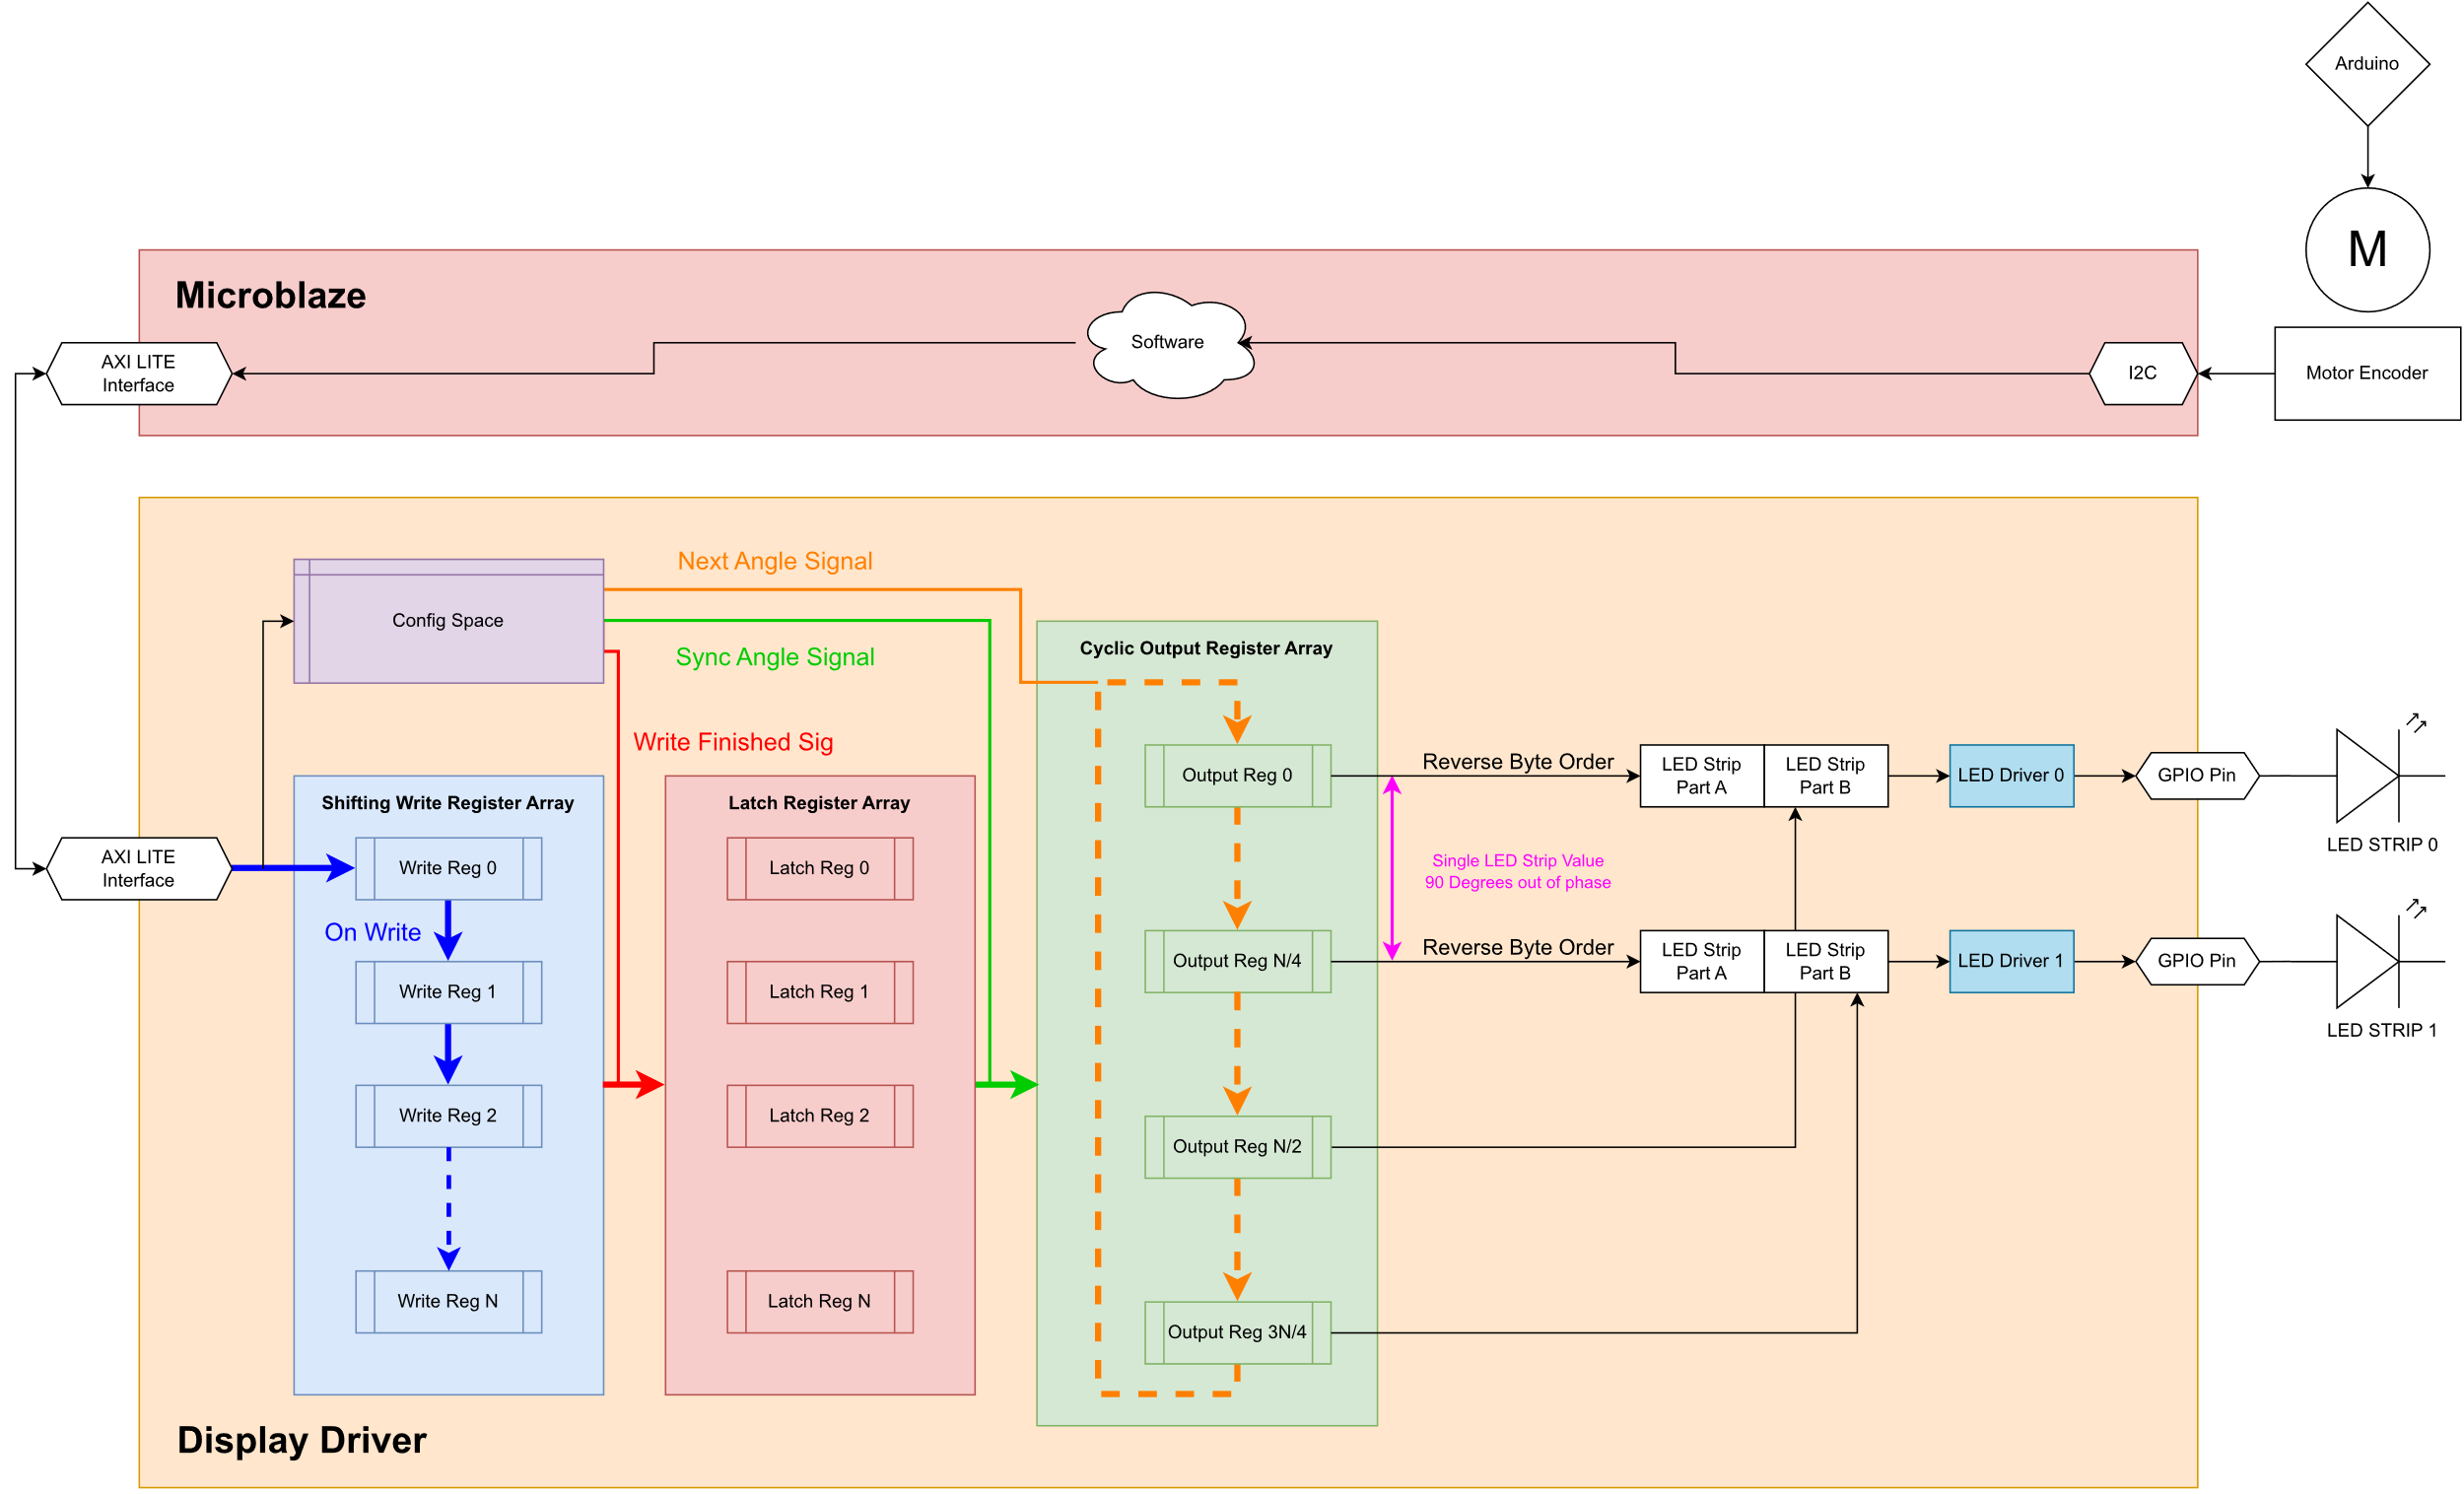 Arduino
M
Microblaze
AXI LITE
Interface
Software
I2C
Motor Encoder
Next Angle Signal
Config Space
Sync Angle Signal
Write Finished Sig
Cyclic Output Register Array
Shifting Write Register Array
Latch Register Array
Output Reg 0
Reverse Byte Order
LED Strip
Part A
LED Strip
Part B
LED Driver 0
GPIO Pin
LED STRIP 0
AXI LITE
Interface
Write Reg 0
Latch Reg 0
Single LED Strip Value
90 Degrees out of phase
On Write
Output Reg N/4
Reverse Byte Order
LED Strip
Part A
LED Strip
Part B
LED Driver 1
GPIO Pin
LED STRIP 1
Write Reg 1
Latch Reg 1
Write Reg 2
Latch Reg 2
Output Reg N/2
Write Reg N
Latch Reg N
Output Reg 3N/4
Display Driver